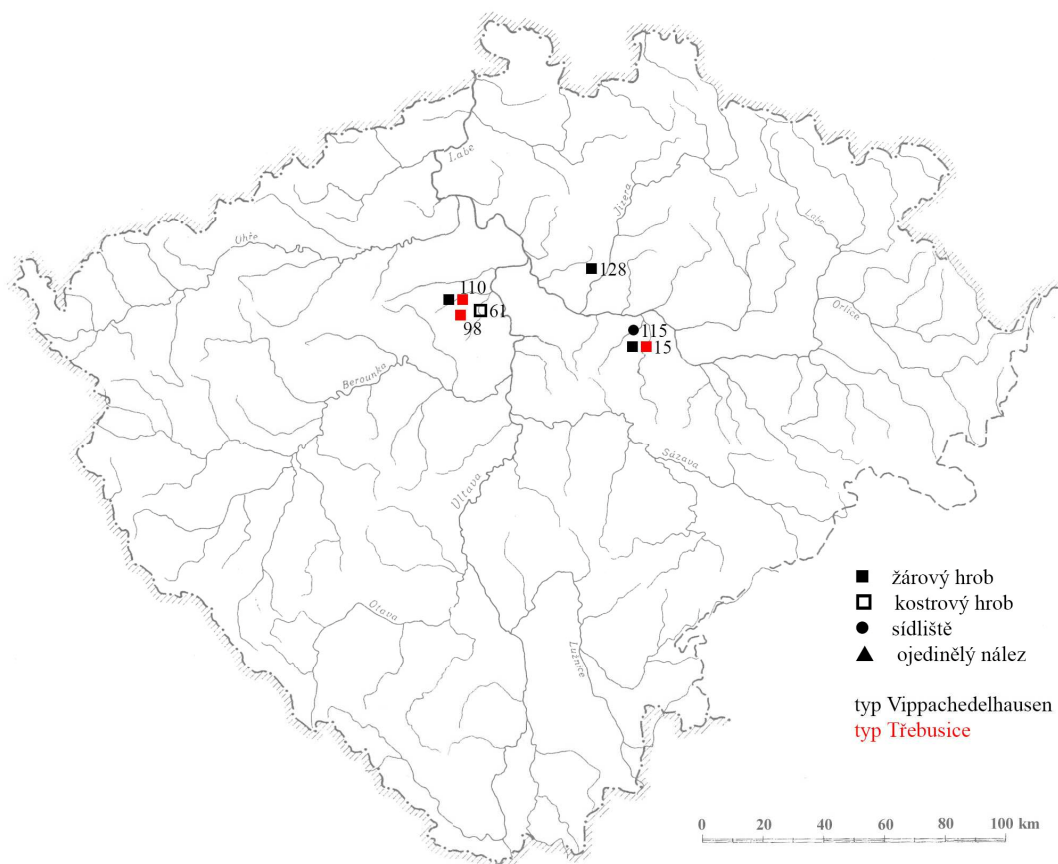 Labe
Jizera
Labe
Ohře
128
110
61
98
Orlice
115
15
Berounka
Sázava
Vltava
Otava
Lužnice
žárový hrob
kostrový hrob
sídliště
ojedinělý nález
typ Vippachedelhausen
typ Třebusice
0 20 40 60 80 100 km